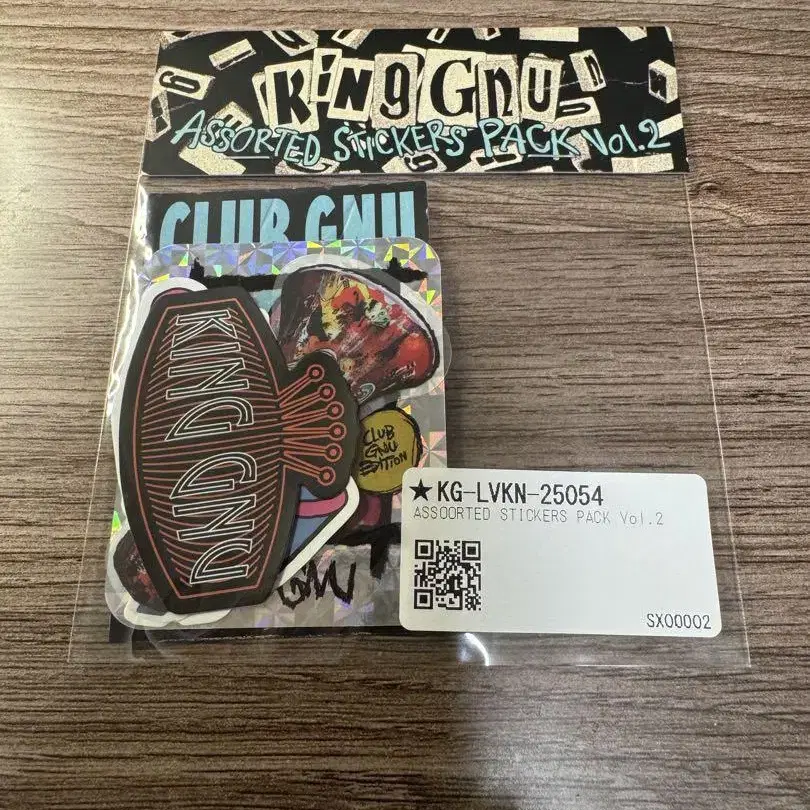 KiNg GnU
ASSORTED STICKERS PACK Vol.2
CLUB GNU
KING GNU
CLUB
GNU
EDITION
★KG-LVKN-25054
ASSOORTED STICKERS PACK Vol.2
SX00002